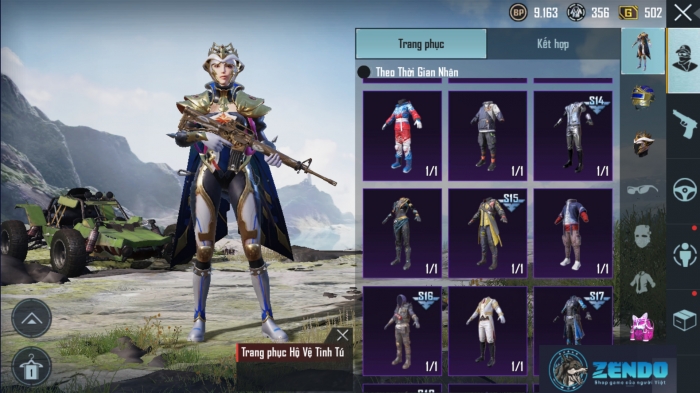 BP 9.163 356 G 502
Trang phục Kết hợp
Theo Thời Gian Nhận
S14
1/1 1/1 1/1
S15
1/1 1/1 1/1
S16 S17
1/1 1/1
Trang phục Hộ Vệ Tinh Tú
ZENDO
Shop game của người Việt